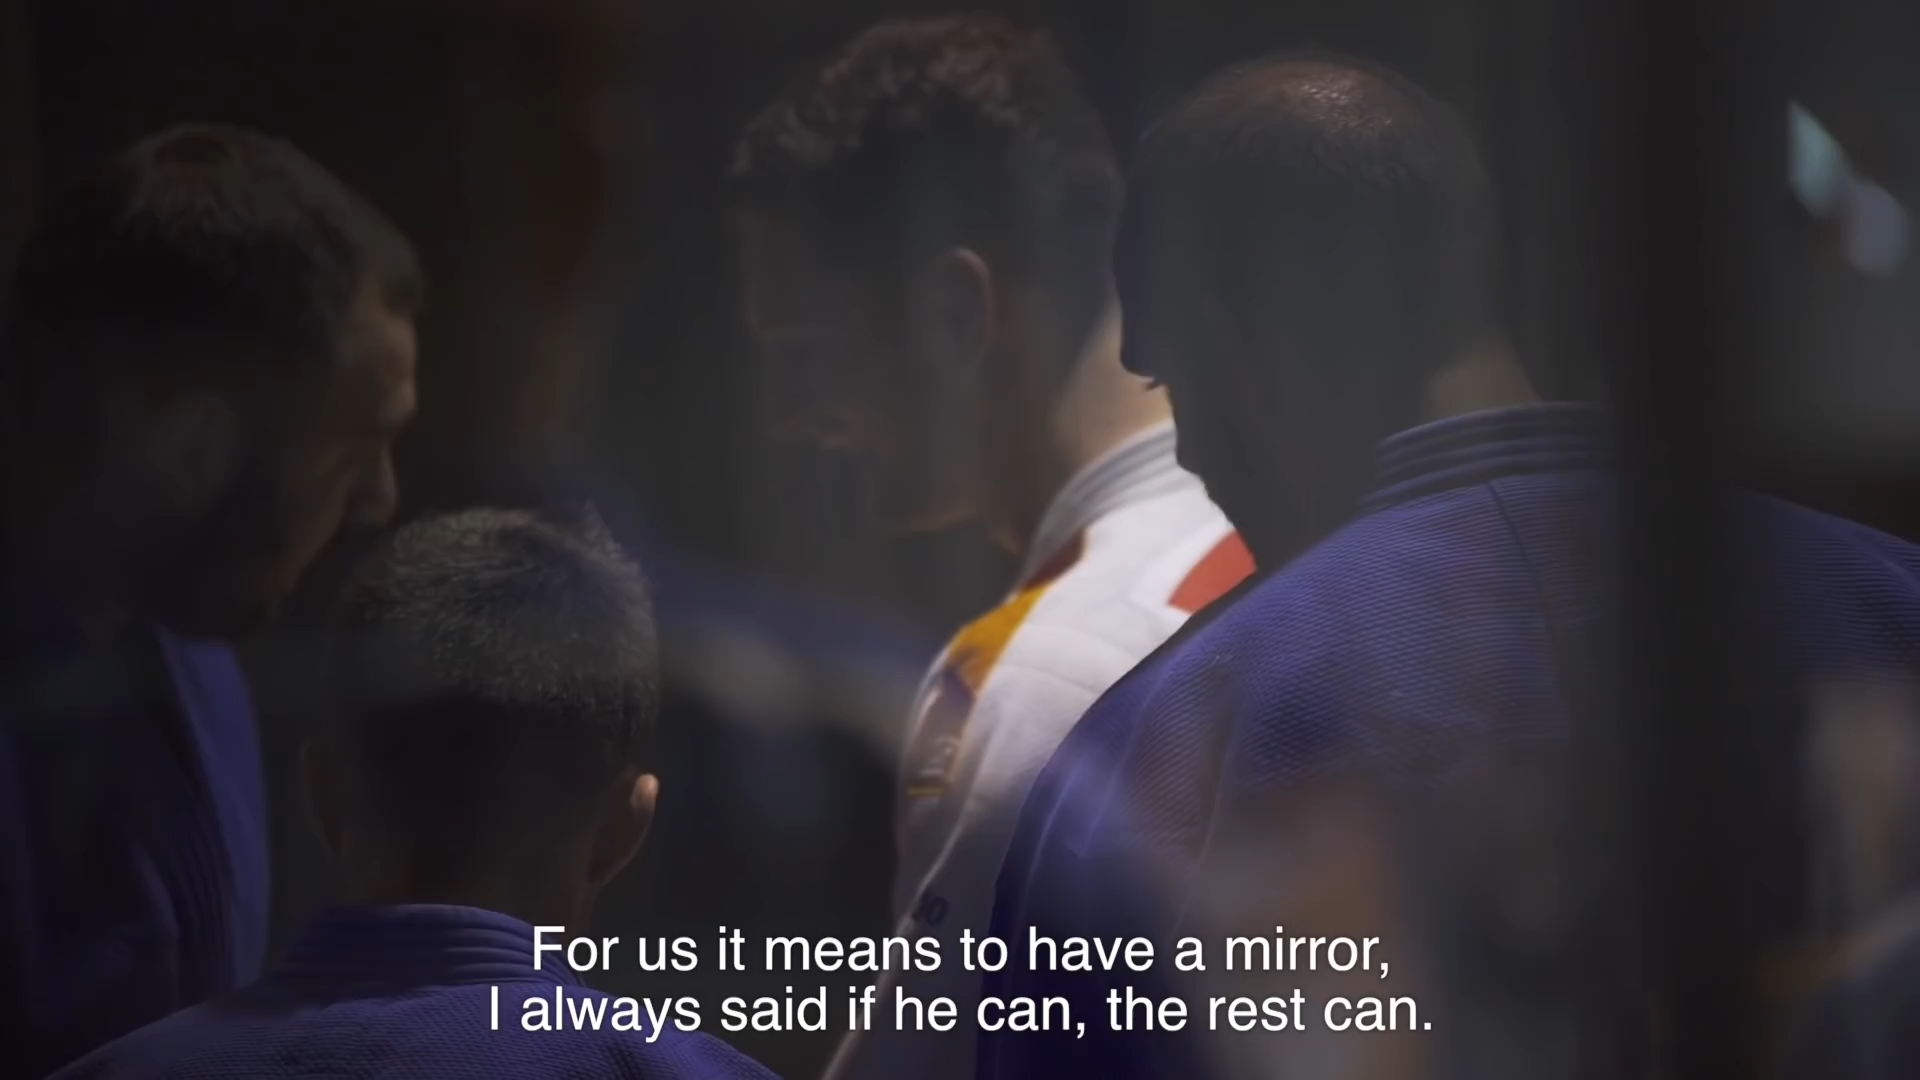 For us it means to have a mirror,
I always said if he can, the rest can.